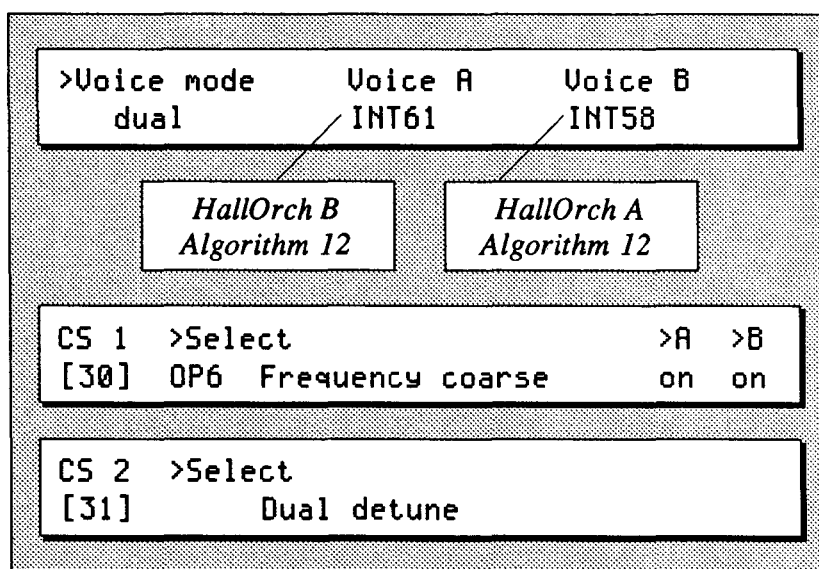 >Voice mode Voice A Voice B
dual INT61 INT58
HallOrch B HallOrch A
Algorithm 12 Algorithm 12
CS 1 >Select >A >B
[30] OP6 Frequency coarse on on
CS 2 >Select
[31] Dual detune